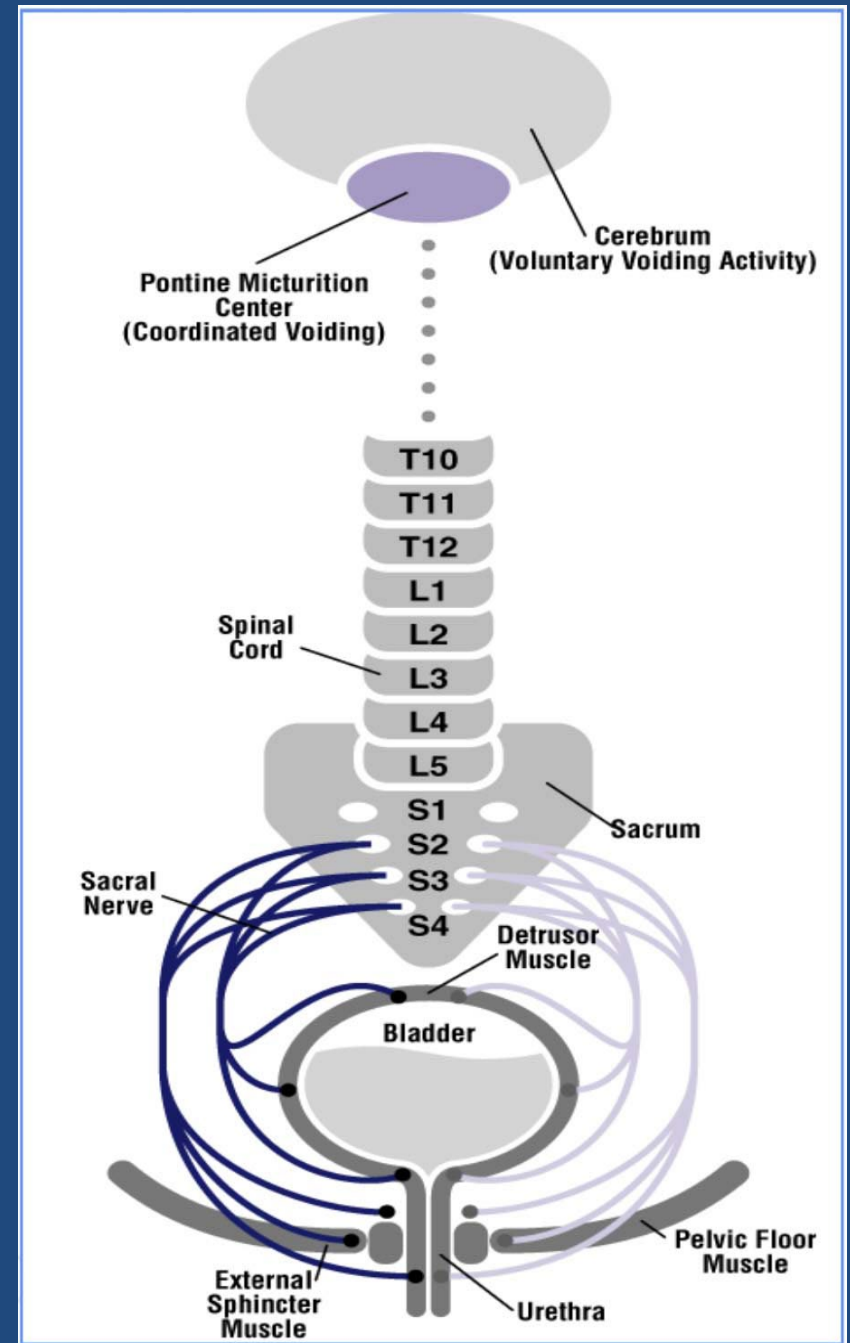 Cerebrum
(Voluntary Voiding Activity)
Pontine Micturition
Center
(Coordinated Voiding)
T10
T11
T12
L1
Spinal
Cord
L2
L3
L4
L5
S1
Sacrum
S2
S3
Sacral
Nerve
S4
Detrusor
Muscle
Bladder
Pelvic Floor
Muscle
External
Sphincter
Muscle
Urethra